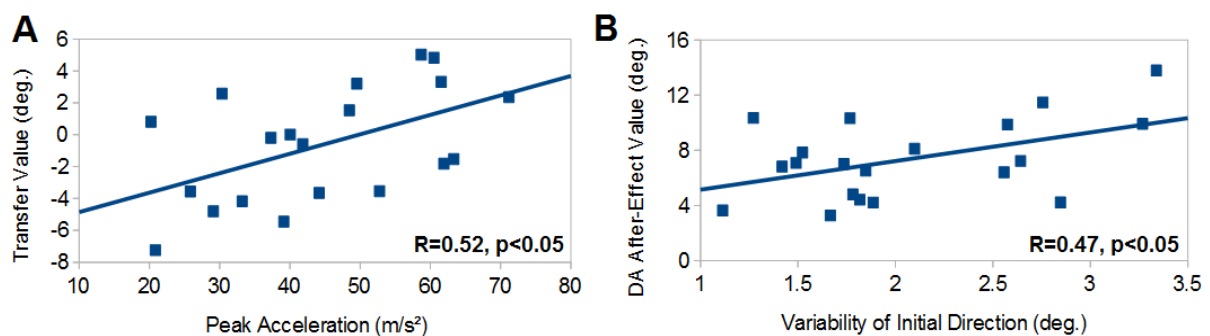 A
Transfer Value (deg.)
6
4
2
0
-2
-4
-6
-8
R=0.52, p<0.05
10 20 30 40 50 60 70 80
Peak Acceleration (m/s²)
B
DA After-Effect Value (deg.)
16
12
8
4
0
R=0.47, p<0.05
1 1.5 2 2.5 3 3.5
Variability of Initial Direction (deg.)